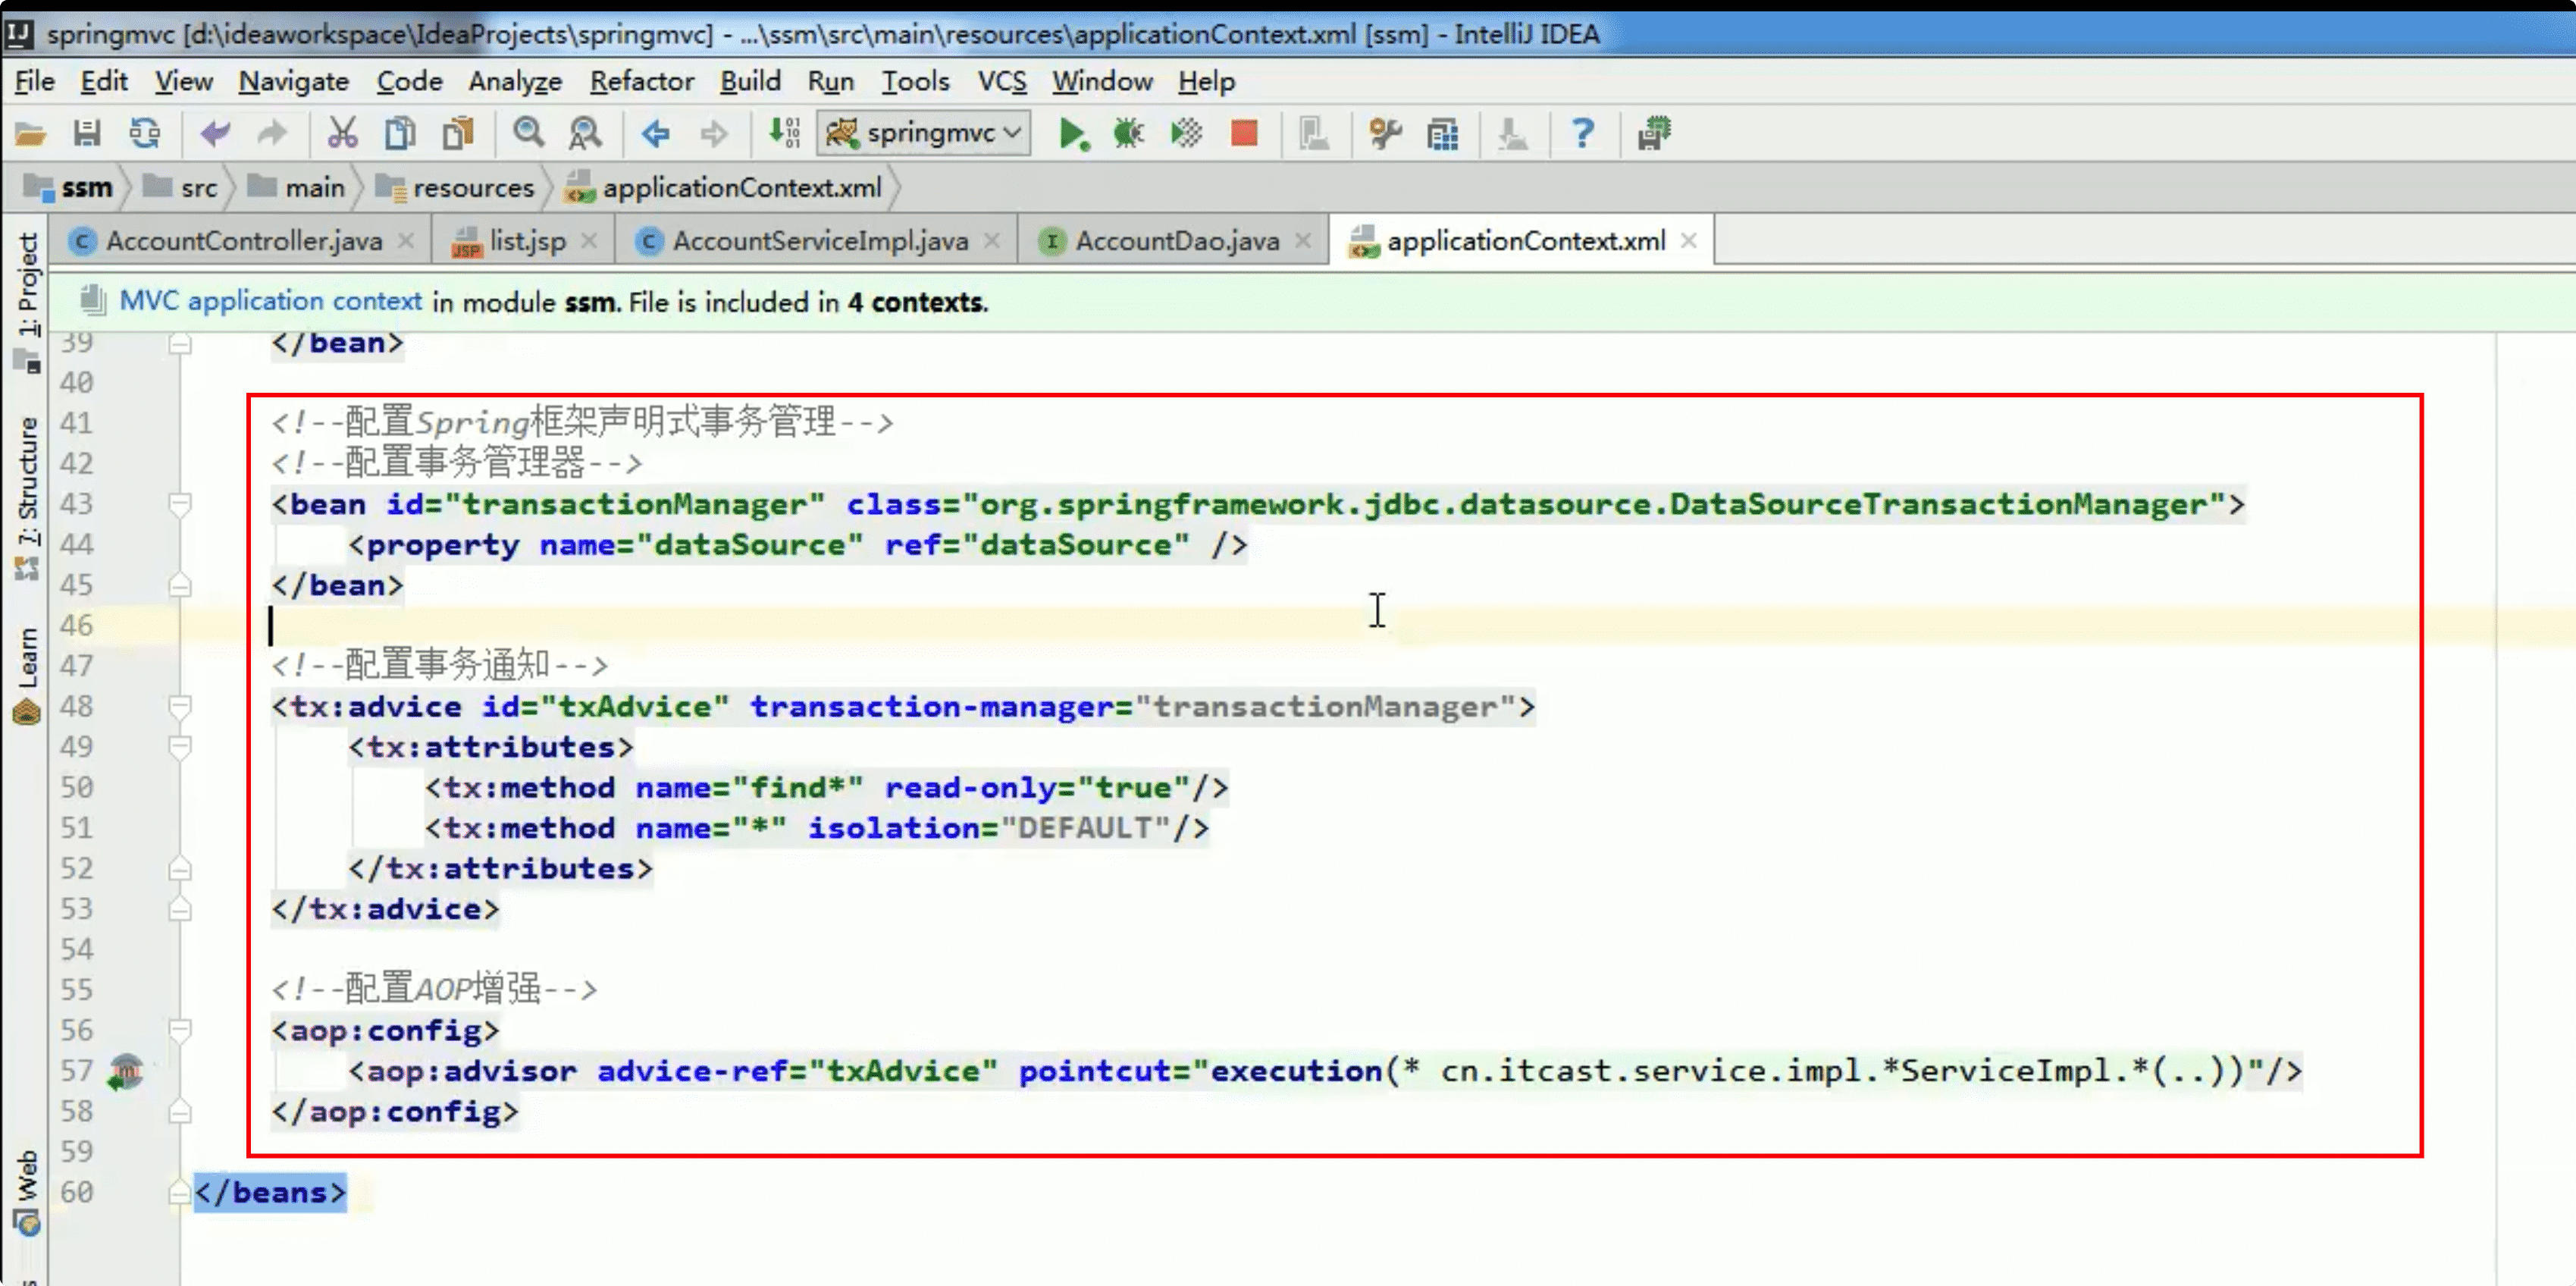 springmvc [d:\ideaworkspace\IdeaProjects\springmvc] - ...\ssm\src\main\resources\applicationContext.xml [ssm] - IntelliJ IDEA
File Edit View Navigate Code Analyze Refactor Build Run Tools VCS Window Help
springmvc
ssm src main resources applicationContext.xml
AccountController.java list.jsp AccountServiceImpl.java AccountDao.java applicationContext.xml
MVC application context in module ssm. File is included in 4 contexts.
1: Project
7: Structure
Learn
Web
39 </bean>
40
41 <!--配置Spring框架声明式事务管理-->
42 <!--配置事务管理器-->
43 <bean id="transactionManager" class="org.springframework.jdbc.datasource.DataSourceTransactionManager">
44 <property name="dataSource" ref="dataSource" />
45 </bean>
46
47 <!--配置事务通知-->
48 <tx:advice id="txAdvice" transaction-manager="transactionManager">
49 <tx:attributes>
50 <tx:method name="find*" read-only="true"/>
51 <tx:method name="*" isolation="DEFAULT"/>
52 </tx:attributes>
53 </tx:advice>
54
55 <!--配置AOP增强-->
56 <aop:config>
57 <aop:advisor advice-ref="txAdvice" pointcut="execution(* cn.itcast.service.impl.*ServiceImpl.*(..))"/>
58 </aop:config>
59
60 </beans>